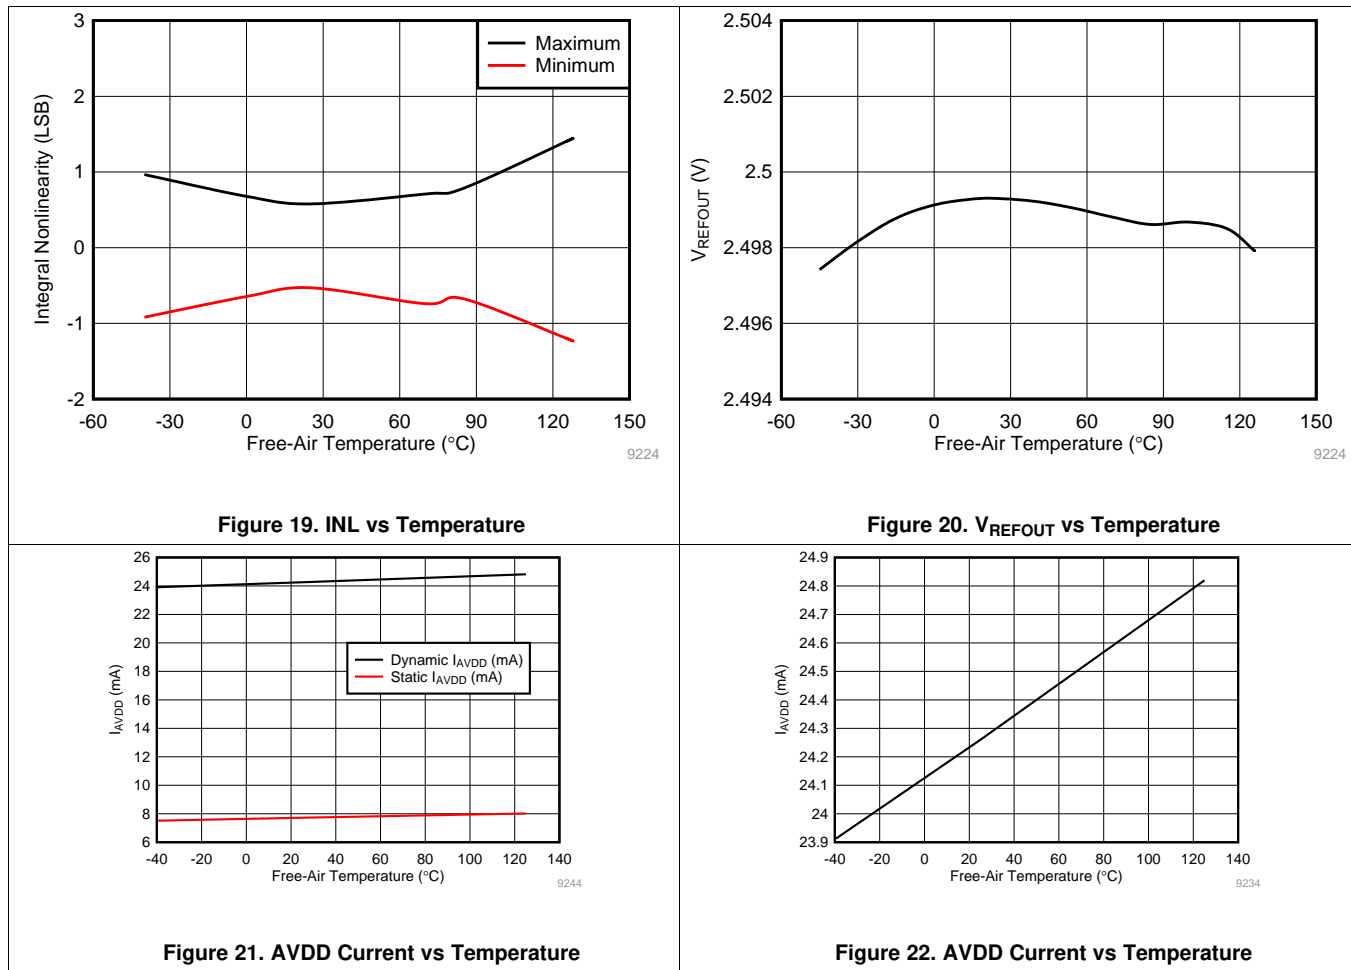 3
2
1
0
-1
-2
-60 -30 0 30 60 90 120 150
Integral Nonlinearity (LSB)
Free-Air Temperature (°C)
Maximum
Minimum
9224
Figure 19. INL vs Temperature
2.504
2.502
2.5
2.498
2.496
2.494
-60 -30 0 30 60 90 120 150
VREFOUT (V)
Free-Air Temperature (°C)
9224
Figure 20. VREFOUT vs Temperature
26
24
22
20
18
16
14
12
10
8
6
-40 -20 0 20 40 60 80 100 120 140
IAVDD (mA)
Free-Air Temperature (°C)
Dynamic IAVDD (mA)
Static IAVDD (mA)
9244
Figure 21. AVDD Current vs Temperature
24.9
24.8
24.7
24.6
24.5
24.4
24.3
24.2
24.1
24
23.9
-40 -20 0 20 40 60 80 100 120 140
IAVDD (mA)
Free-Air Temperature (°C)
9234
Figure 22. AVDD Current vs Temperature